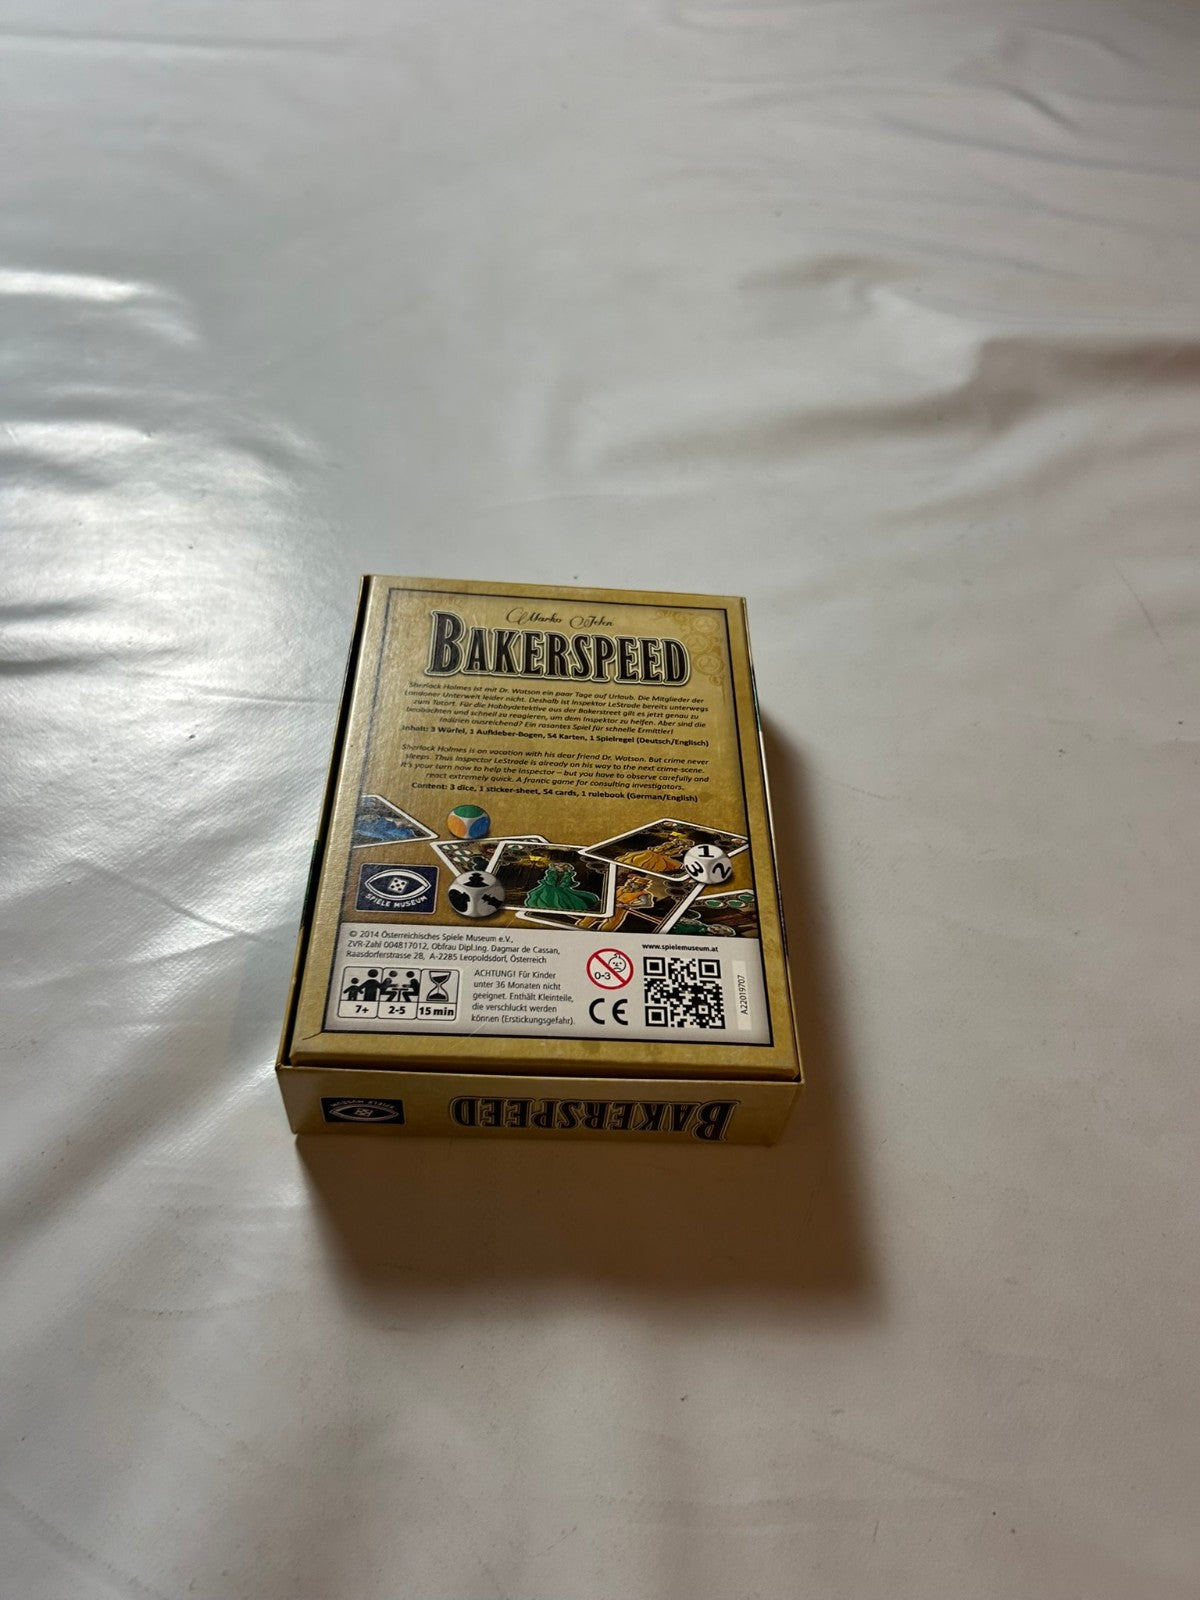 Marko Jelen
BAKERSPEED
Sherlock Holmes ist mit Dr. Watson ein paar Tage auf Urlaub. Die Mitglieder der
Londoner Unterwelt leider nicht. Deshalb ist Inspektor LeStrade bereits unterwegs
zum Tatort. Für die Hobbydetektive aus der Bakerstreet gilt es jetzt genau zu
beobachten und schnell zu reagieren, um dem Inspektor zu helfen. Aber sind die
Indizien ausreichend? Ein rasantes Spiel für schnelle Ermittler!
Inhalt: 3 Würfel, 1 Aufkleber-Bogen, 54 Karten, 1 Spielregel (Deutsch/Englisch)
Sherlock Holmes is on vacation with his dear friend Dr. Watson. But crime never
sleeps. Thus Inspector LeStrade is already on his way to the next crime-scene.
It's your turn now to help the inspector – but you have to observe carefully and
react extremely quick. A frantic game for consulting investigators.
Content: 3 dice, 1 sticker-sheet, 54 cards, 1 rulebook (German/English)
1
3 2
SPIELE MUSEUM
© 2014 Österreichisches Spiele Museum e.V.,
ZVR-Zahl 004817012, Obfrau Dipl.Ing. Dagmar de Cassan,
Raasdorferstrasse 28, A-2285 Leopoldsdorf, Österreich
7+ 2-5 15 min
ACHTUNG! Für Kinder
unter 36 Monaten nicht
geeignet. Enthält Kleinteile,
die verschluckt werden
können (Erstickungsgefahr).
0-3
CE
www.spielemuseum.at
A22019707
BAKERSPEED
SPIELE MUSEUM